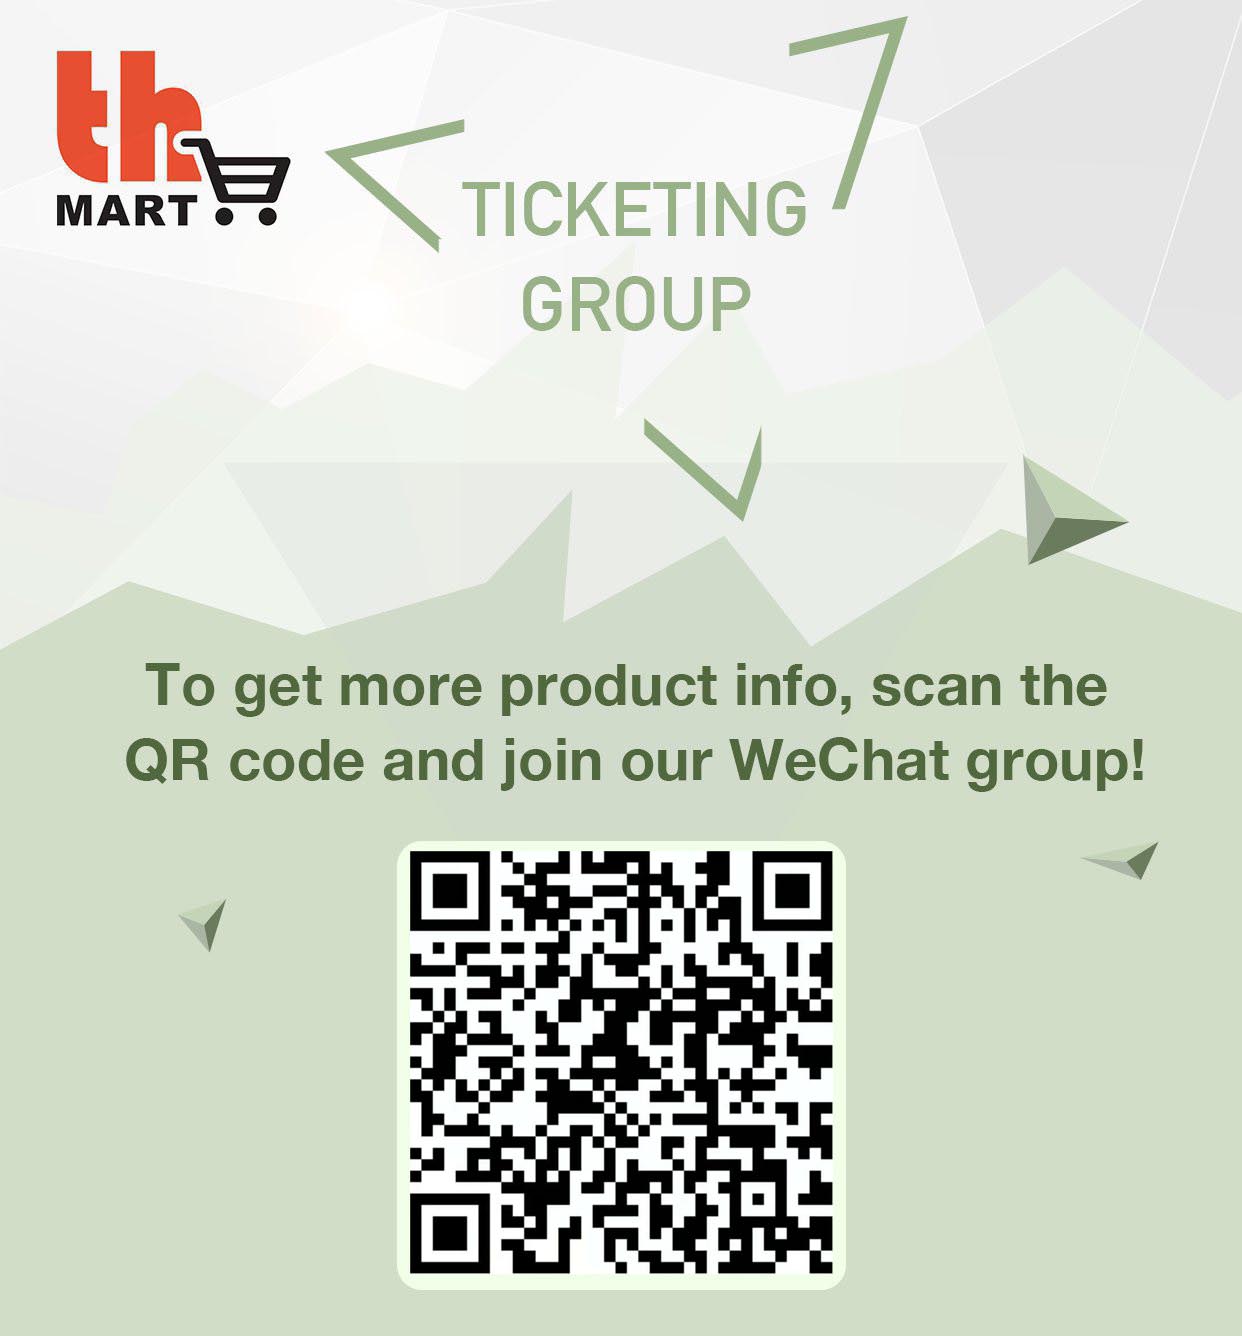 th
MART
TICKETING
GROUP
To get more product info, scan the
QR code and join our WeChat group!